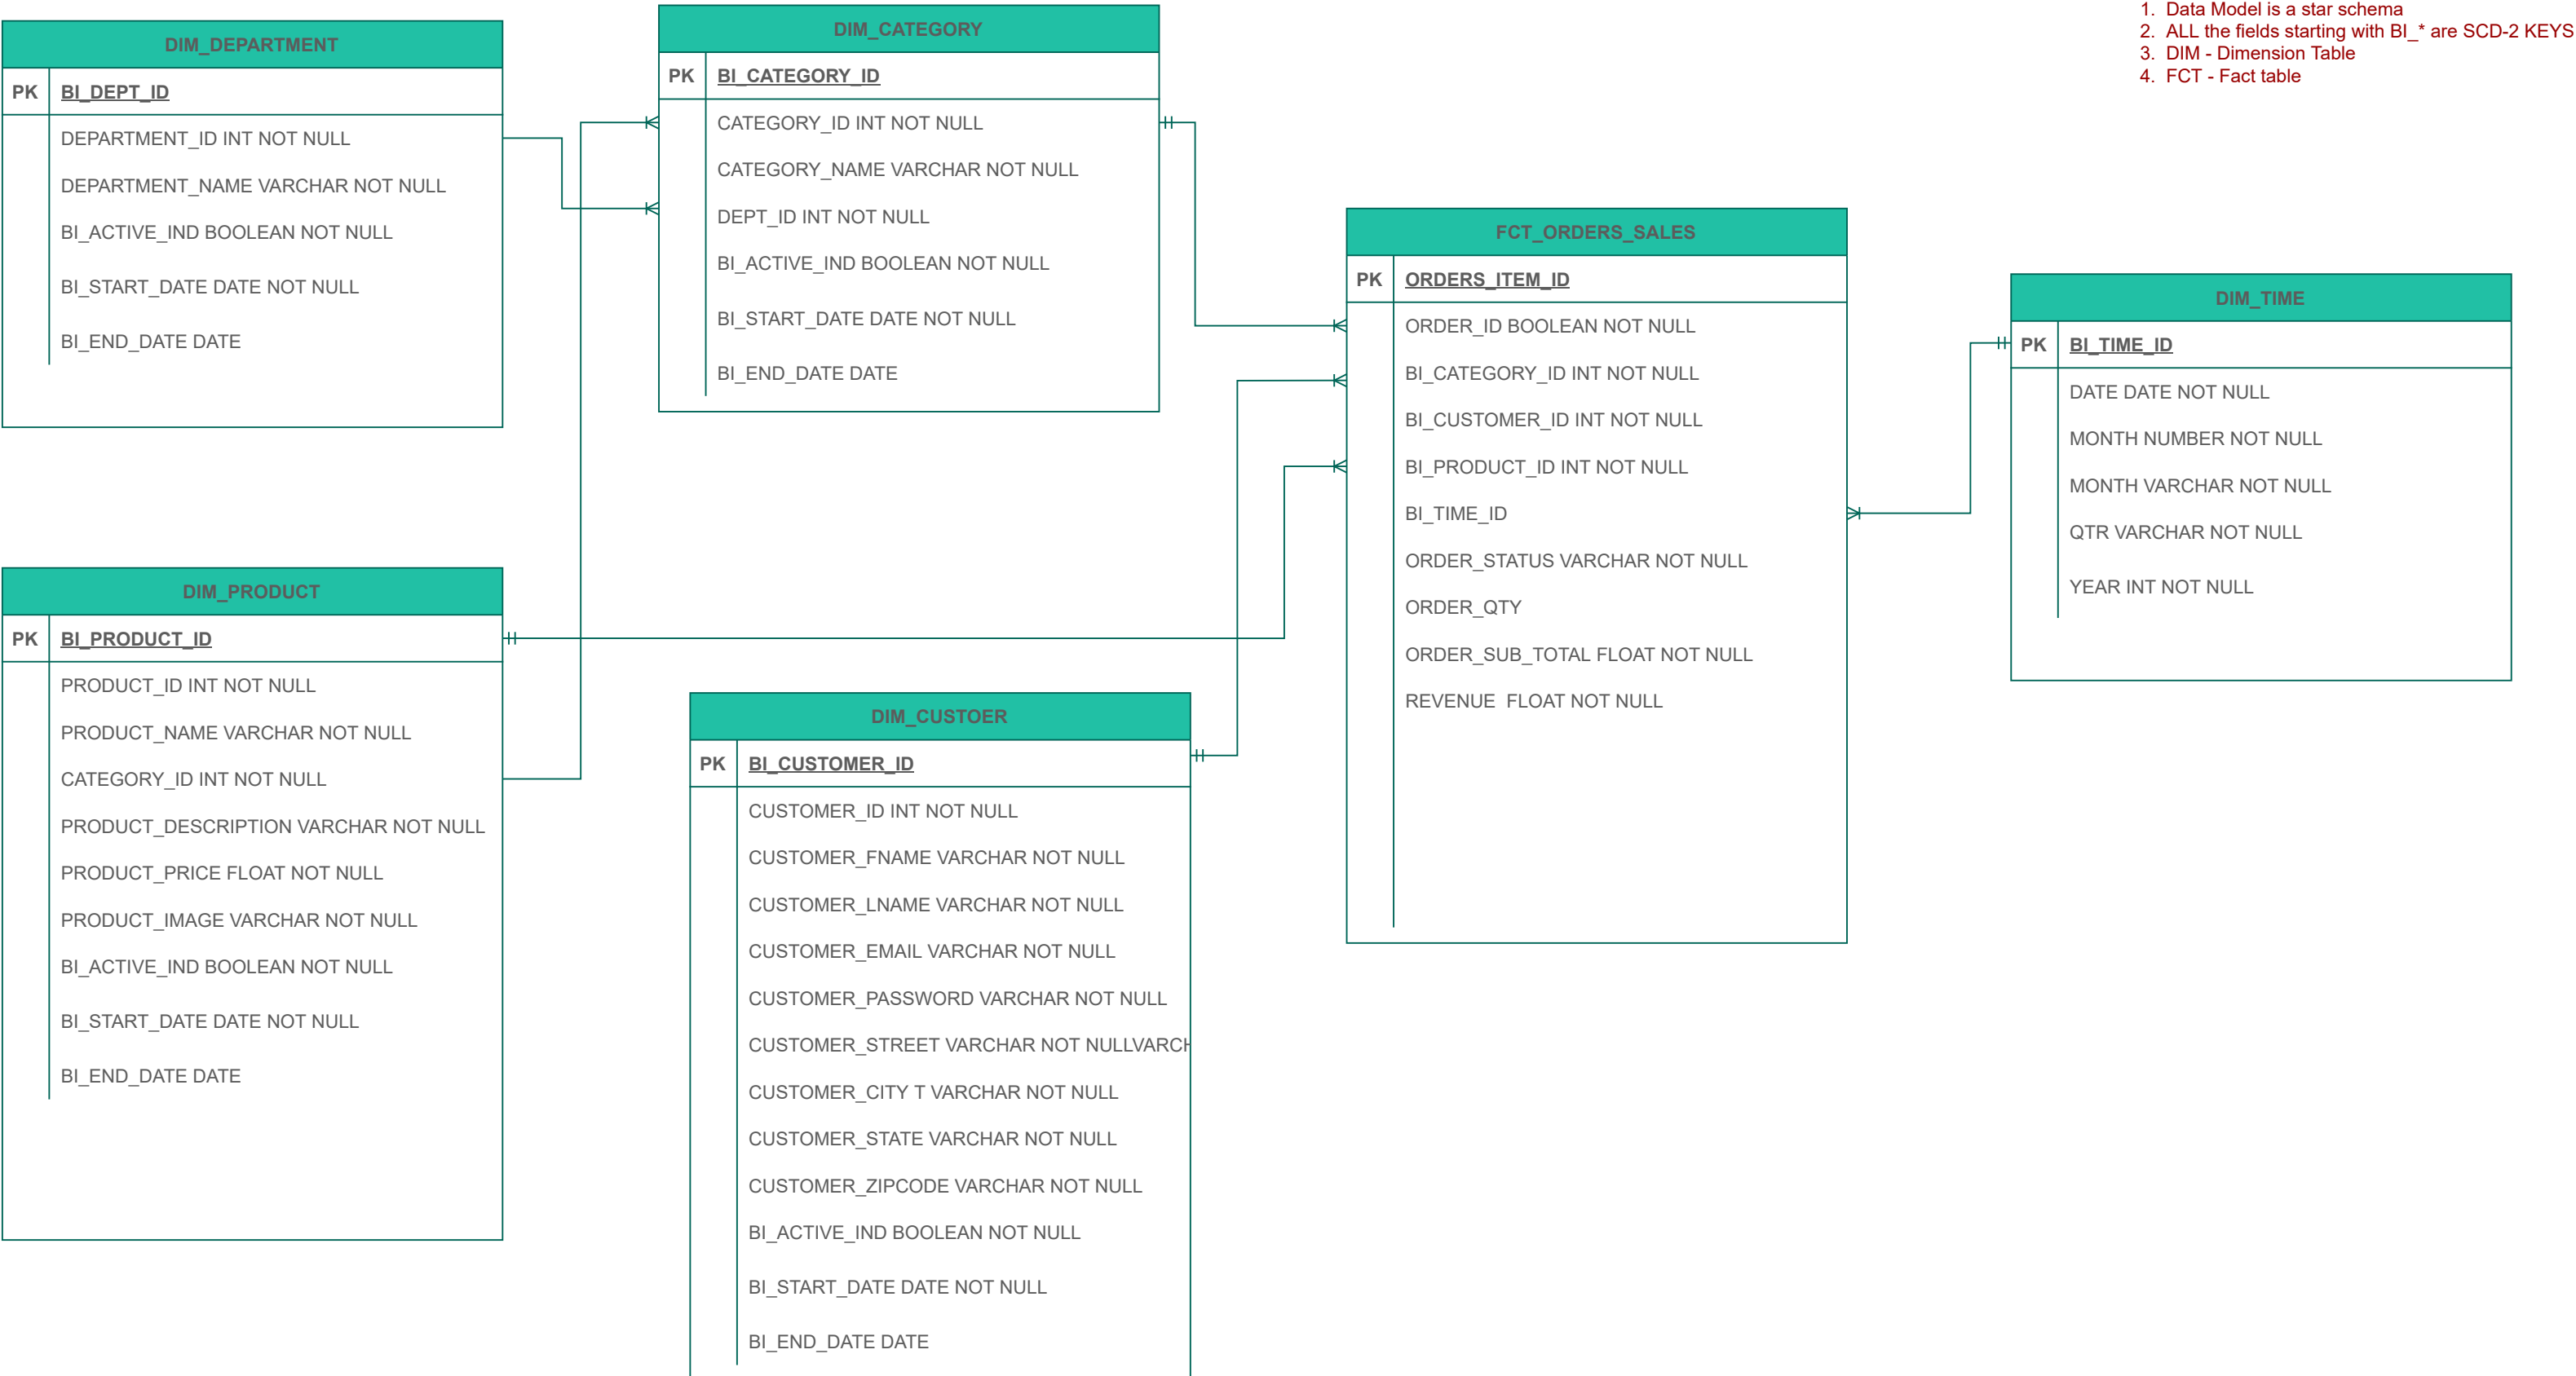 DIM_DEPARTMENT
PK BI_DEPT_ID
DEPARTMENT_ID INT NOT NULL
DEPARTMENT_NAME VARCHAR NOT NULL
BI_ACTIVE_IND BOOLEAN NOT NULL
BI_START_DATE DATE NOT NULL
BI_END_DATE DATE
DIM_CATEGORY
PK BI_CATEGORY_ID
CATEGORY_ID INT NOT NULL
CATEGORY_NAME VARCHAR NOT NULL
DEPT_ID INT NOT NULL
BI_ACTIVE_IND BOOLEAN NOT NULL
BI_START_DATE DATE NOT NULL
BI_END_DATE DATE
1. Data Model is a star schema
2. ALL the fields starting with BI_* are SCD-2 KEYS
3. DIM - Dimension Table
4. FCT - Fact table
FCT_ORDERS_SALES
PK ORDERS_ITEM_ID
ORDER_ID BOOLEAN NOT NULL
BI_CATEGORY_ID INT NOT NULL
BI_CUSTOMER_ID INT NOT NULL
BI_PRODUCT_ID INT NOT NULL
BI_TIME_ID
ORDER_STATUS VARCHAR NOT NULL
ORDER_QTY
ORDER_SUB_TOTAL FLOAT NOT NULL
REVENUE FLOAT NOT NULL
DIM_TIME
PK BI_TIME_ID
DATE DATE NOT NULL
MONTH NUMBER NOT NULL
MONTH VARCHAR NOT NULL
QTR VARCHAR NOT NULL
YEAR INT NOT NULL
DIM_PRODUCT
PK BI_PRODUCT_ID
PRODUCT_ID INT NOT NULL
PRODUCT_NAME VARCHAR NOT NULL
CATEGORY_ID INT NOT NULL
PRODUCT_DESCRIPTION VARCHAR NOT NULL
PRODUCT_PRICE FLOAT NOT NULL
PRODUCT_IMAGE VARCHAR NOT NULL
BI_ACTIVE_IND BOOLEAN NOT NULL
BI_START_DATE DATE NOT NULL
BI_END_DATE DATE
DIM_CUSTOER
PK BI_CUSTOMER_ID
CUSTOMER_ID INT NOT NULL
CUSTOMER_FNAME VARCHAR NOT NULL
CUSTOMER_LNAME VARCHAR NOT NULL
CUSTOMER_EMAIL VARCHAR NOT NULL
CUSTOMER_PASSWORD VARCHAR NOT NULL
CUSTOMER_STREET VARCHAR NOT NULLVARCH
CUSTOMER_CITY T VARCHAR NOT NULL
CUSTOMER_STATE VARCHAR NOT NULL
CUSTOMER_ZIPCODE VARCHAR NOT NULL
BI_ACTIVE_IND BOOLEAN NOT NULL
BI_START_DATE DATE NOT NULL
BI_END_DATE DATE